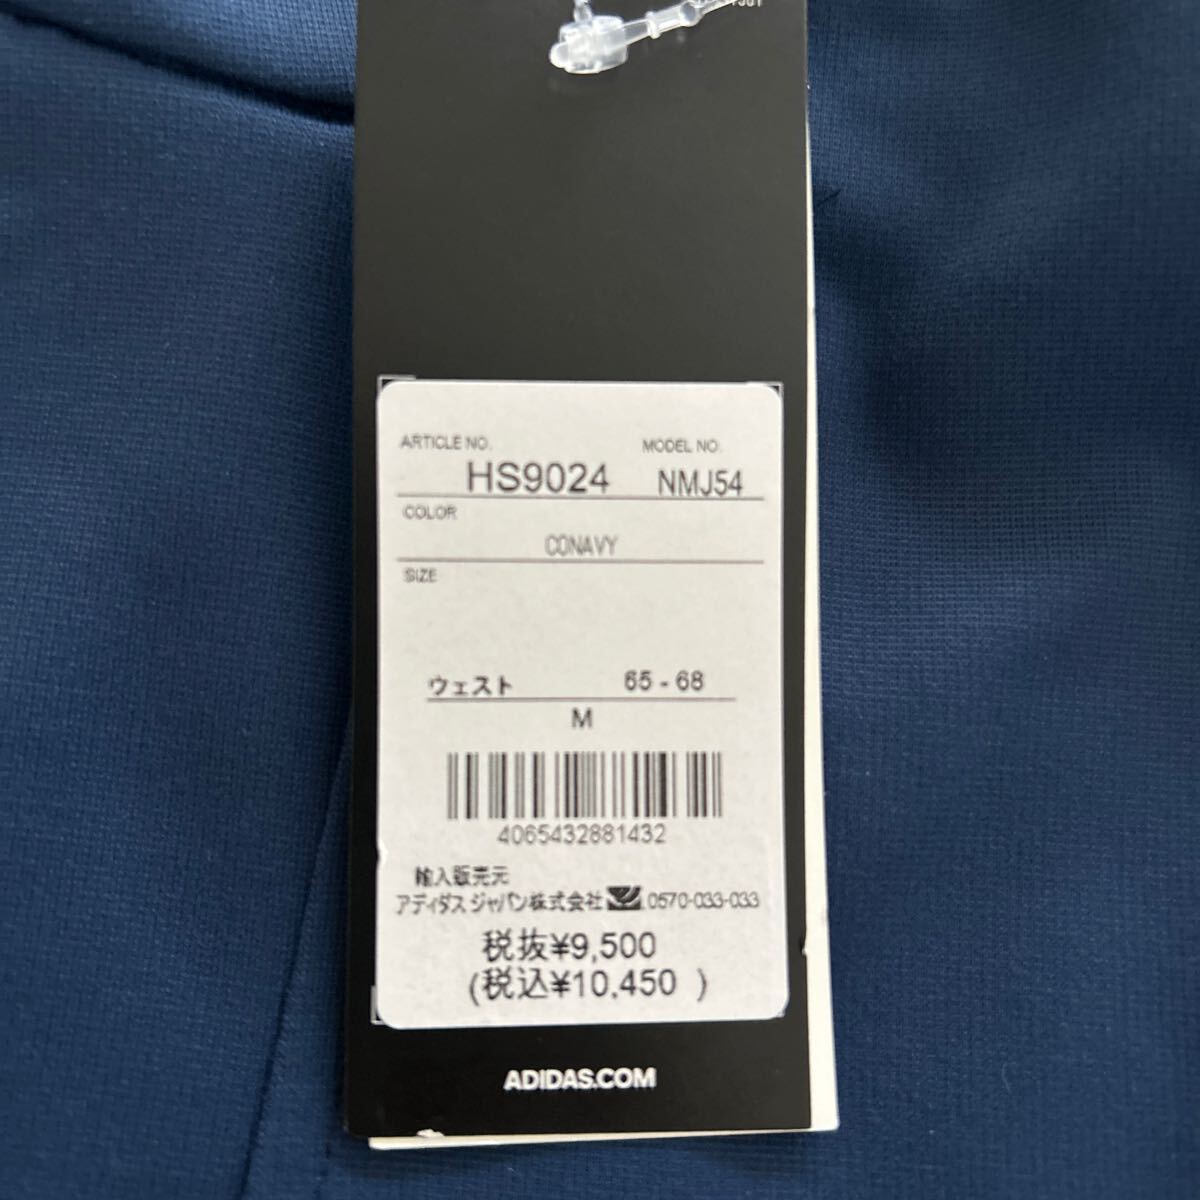 ARTICLE NO. MODEL NO.
HS9024 NMJ54
COLOR
CONAVY
SIZE
ウェスト 65 - 68
M
4065432881432
輸入販売元
アディダス ジャパン株式会社 0570-033-033
税抜¥9,500
(税込¥10,450 )
ADIDAS.COM